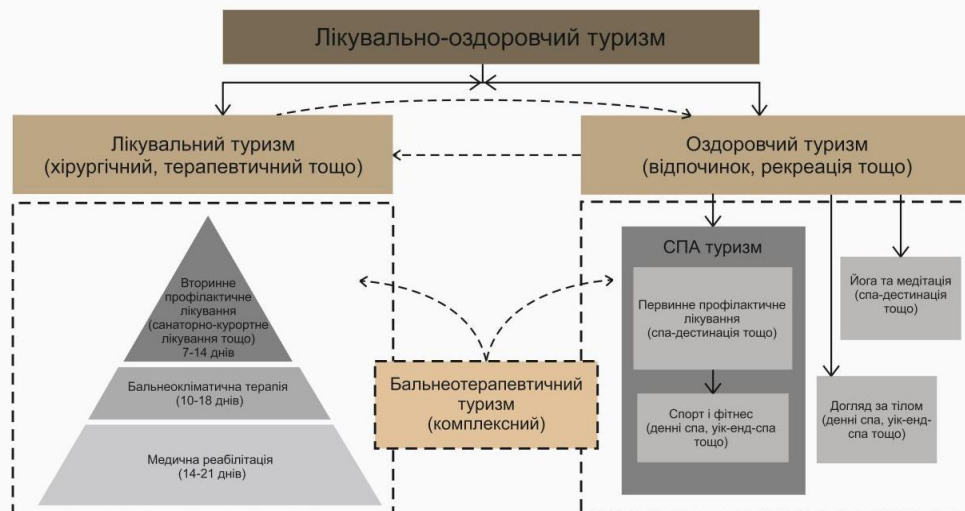 Лікувально-оздоровчий туризм
Лікувальний туризм
(хірургічний, терапевтичний тощо)
Оздоровчий туризм
(відпочинок, рекреація тощо)
Вторинне
профілактичне
лікування
(санаторно-курортне
лікування тощо)
7-14 днів
Бальнеокліматична терапія
(10-18 днів)
Медична реабілітація
(14-21 днів)
Бальнеотерапевтичний
туризм
(комплексний)
СПА туризм
Первинне профілактичне
лікування
(спа-дестинація тощо)
Спорт і фітнес
(денні спа, уік-енд-спа
тощо)
Йога та медітація
(спа-дестинація
тощо)
Догляд за тілом
(денні спа, уік-енд-
спа тощо)